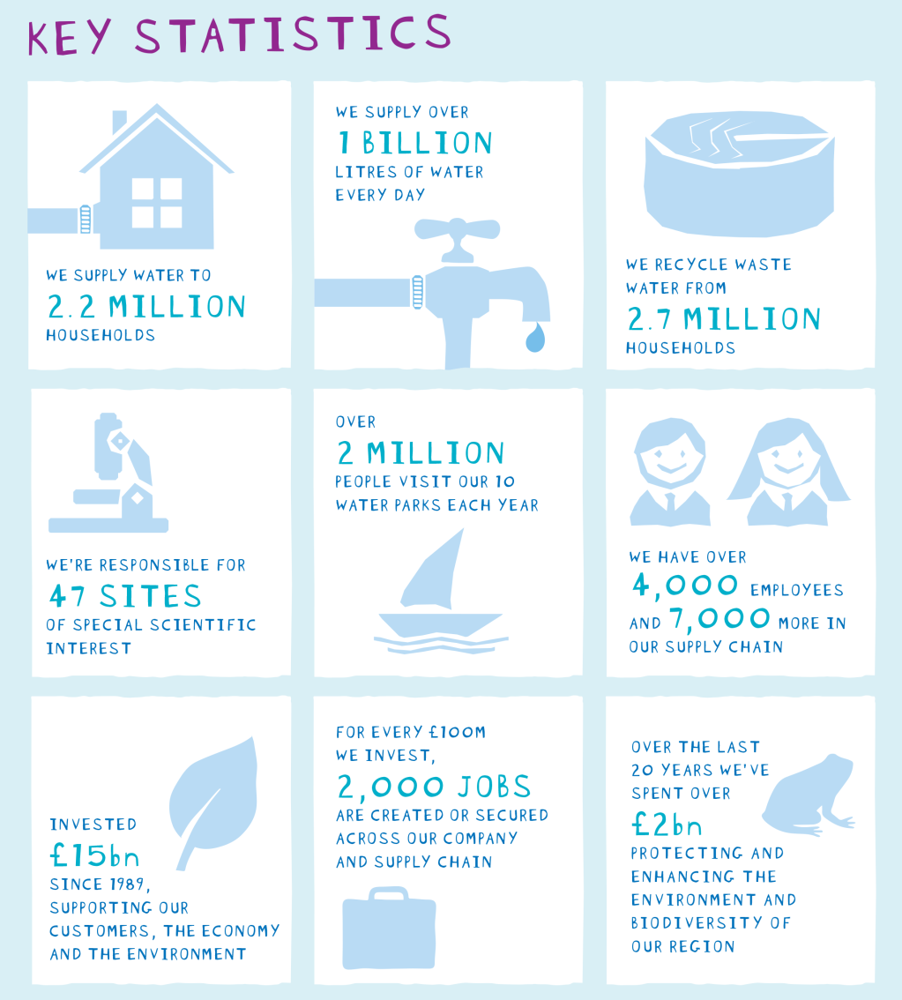 KEY STATISTICS
WE SUPPLY WATER TO
2.2 MILLION
HOUSEHOLDS
WE SUPPLY OVER
1 BILLION
LITRES OF WATER
EVERY DAY
WE RECYCLE WASTE
WATER FROM
2.7 MILLION
HOUSEHOLDS
WE'RE RESPONSIBLE FOR
47 SITES
OF SPECIAL SCIENTIFIC
INTEREST
OVER
2 MILLION
PEOPLE VISIT OUR 10
WATER PARKS EACH YEAR
WE HAVE OVER
4,000 EMPLOYEES
AND 7,000 MORE IN
OUR SUPPLY CHAIN
INVESTED
£15bn
SINCE 1989,
SUPPORTING OUR
CUSTOMERS, THE ECONOMY
AND THE ENVIRONMENT
FOR EVERY £100M
WE INVEST,
2,000 JOBS
ARE CREATED OR SECURED
ACROSS OUR COMPANY
AND SUPPLY CHAIN
OVER THE LAST
20 YEARS WE'VE
SPENT OVER
£2bn
PROTECTING AND
ENHANCING THE
ENVIRONMENT AND
BIODIVERSITY OF
OUR REGION